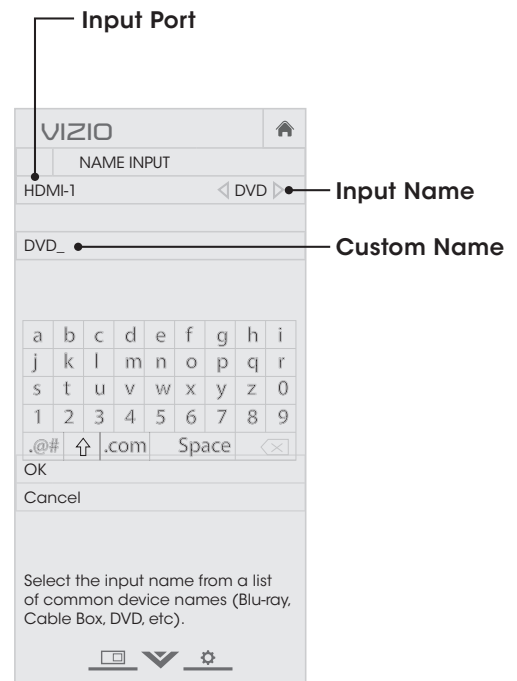 Input Port
VIZIO
NAME INPUT
HDMI-1 DVD Input Name
DVD_ Custom Name
a b c d e f g h i
j k l m n o p q r
s t u v w x y z 0
1 2 3 4 5 6 7 8 9
.@# .com Space
OK
Cancel
Select the input name from a list
of common device names (Blu-ray,
Cable Box, DVD, etc).